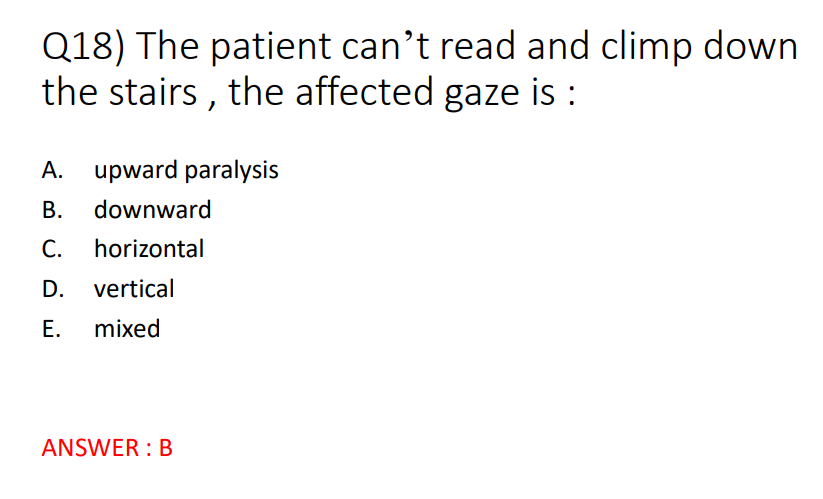 Q18) The patient can’t read and climp down
the stairs , the affected gaze is :
A. upward paralysis
B. downward
C. horizontal
D. vertical
E. mixed
ANSWER : B